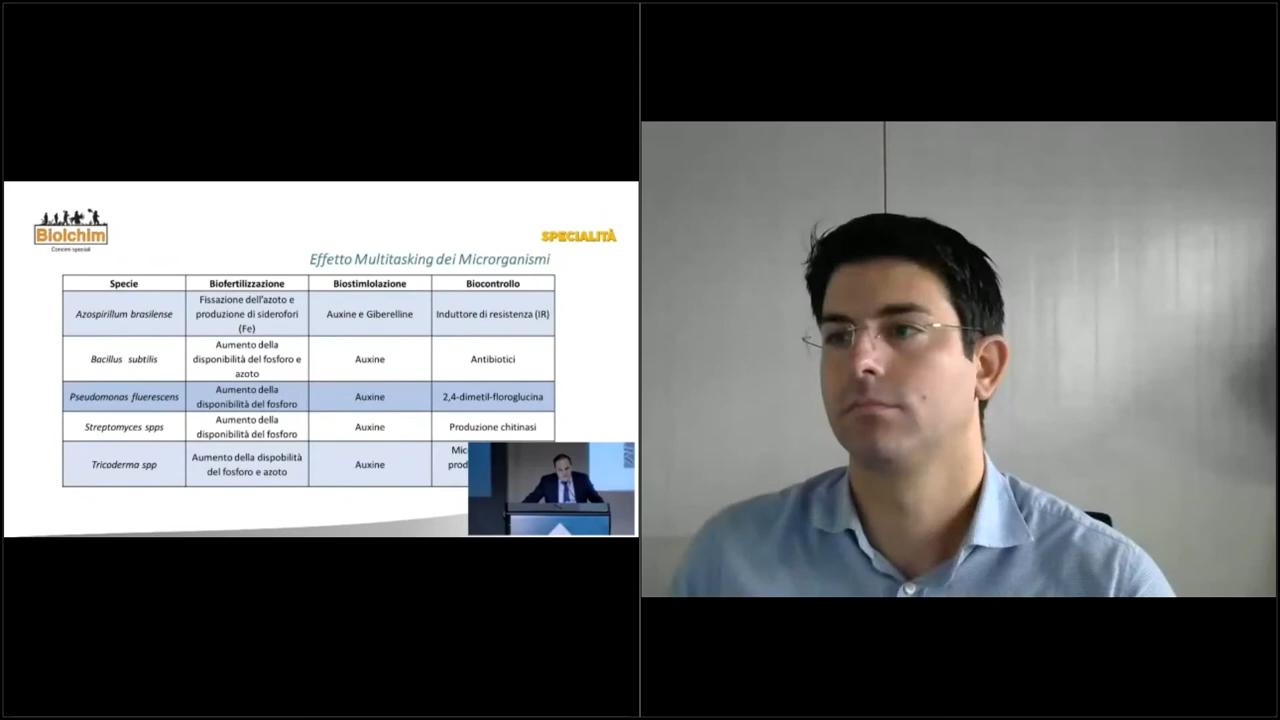 Biolchim
Concimi speciali
SPECIALITÀ
Effetto Multitasking dei Microrganismi
Specie
Biofertilizzazione
Biostimlolazione
Biocontrollo
Azospirillum brasilense
Fissazione dell'azoto e
produzione di siderofori
(Fe)
Auxine e Giberelline
Induttore di resistenza (IR)
Bacillus subtilis
Aumento della
disponibilità del fosforo e
azoto
Auxine
Antibiotici
Pseudomonas fluerescens
Aumento della
disponibilità del fosforo
Auxine
2,4-dimetil-floroglucina
Streptomyces spps
Aumento della
disponibilità del fosforo
Auxine
Produzione chitinasi
Tricoderma spp
Aumento della dispobilità
del fosforo e azoto
Auxine